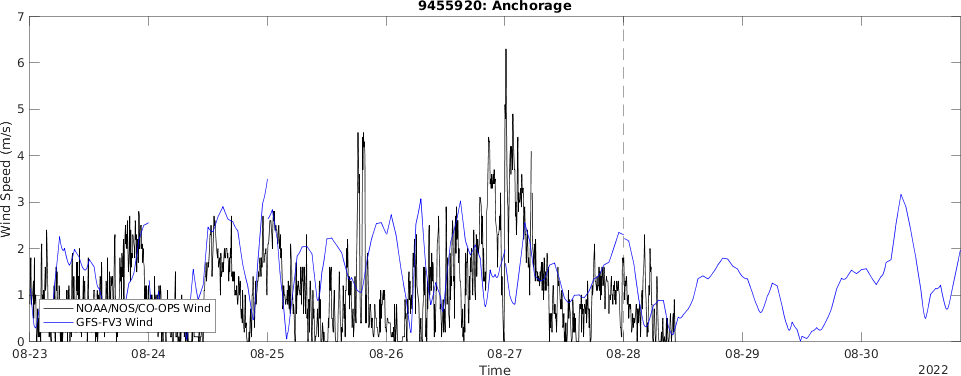 9455920: Anchorage
7
6
5
4
3
2
1
0
Wind Speed (m/s)
NOAA/NOS/CO-OPS Wind
GFS-FV3 Wind
08-23 08-24 08-25 08-26 08-27 08-28 08-29 08-30
Time
2022